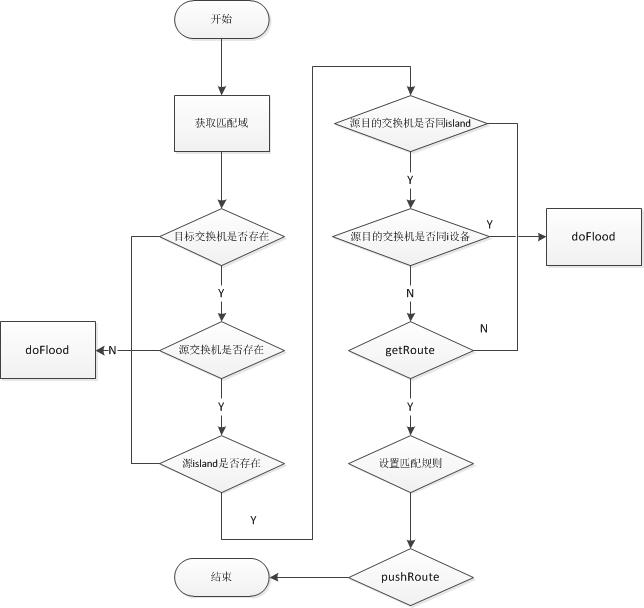 开始
获取匹配域
目标交换机是否存在
Y
源交换机是否存在
N
doFlood
Y
源island是否存在
Y
源目的交换机是否同island
Y
源目的交换机是否同i设备
Y
doFlood
N
getRoute
N
Y
设置匹配规则
pushRoute
结束